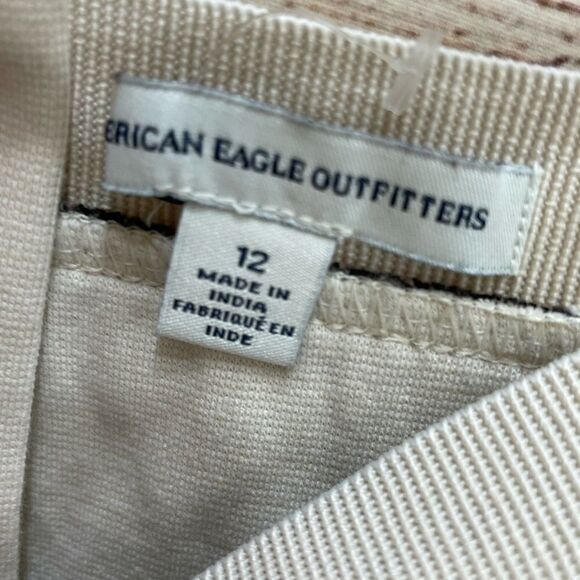 ERICAN EAGLE OUTFITTERS
12
MADE IN
INDIA
FABRIQUÉ EN
INDE